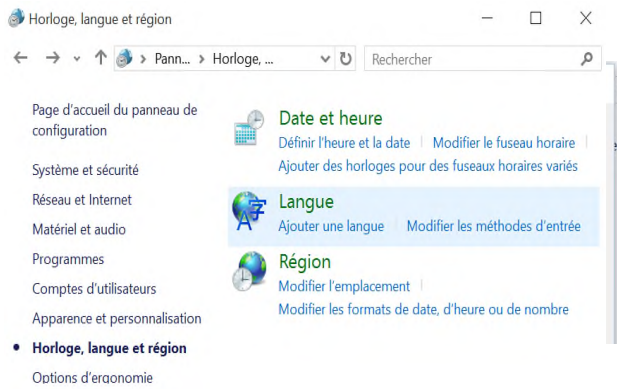 Horloge, langue et région
Pann... Horloge, ... Rechercher
Page d'accueil du panneau de
configuration
Système et sécurité
Réseau et Internet
Matériel et audio
Programmes
Comptes d'utilisateurs
Apparence et personnalisation
Horloge, langue et région
Options d'ergonomie
Date et heure
Définir l'heure et la date Modifier le fuseau horaire
Ajouter des horloges pour des fuseaux horaires variés
Langue
Ajouter une langue Modifier les méthodes d'entrée
Région
Modifier l'emplacement
Modifier les formats de date, d'heure ou de nombre